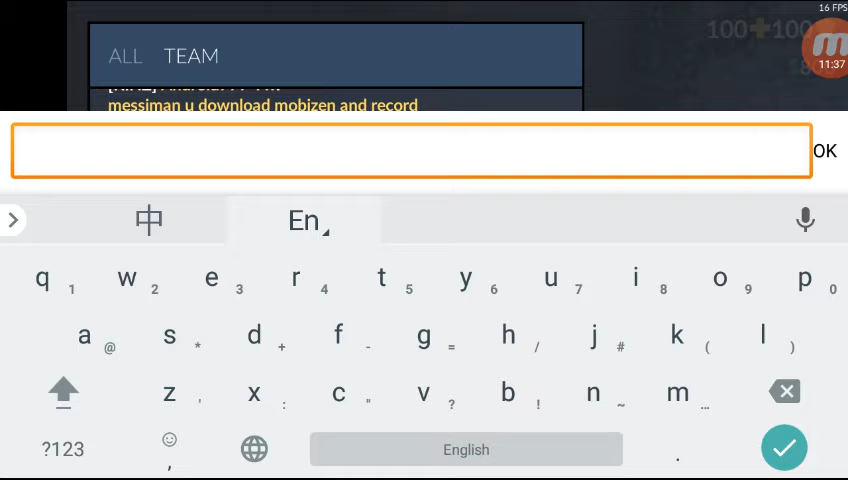 16 FPS
100 100
ALL TEAM
11:37
messiman u download mobizen and record
OK
中 En
q 1 w 2 e 3 r 4 t 5 y 6 u 7 i 8 o 9 p 0
a @ s * d + f - g = h / j # k ( l )
z ' x : c " v ? b ! n ~ m ...
?123 , English .